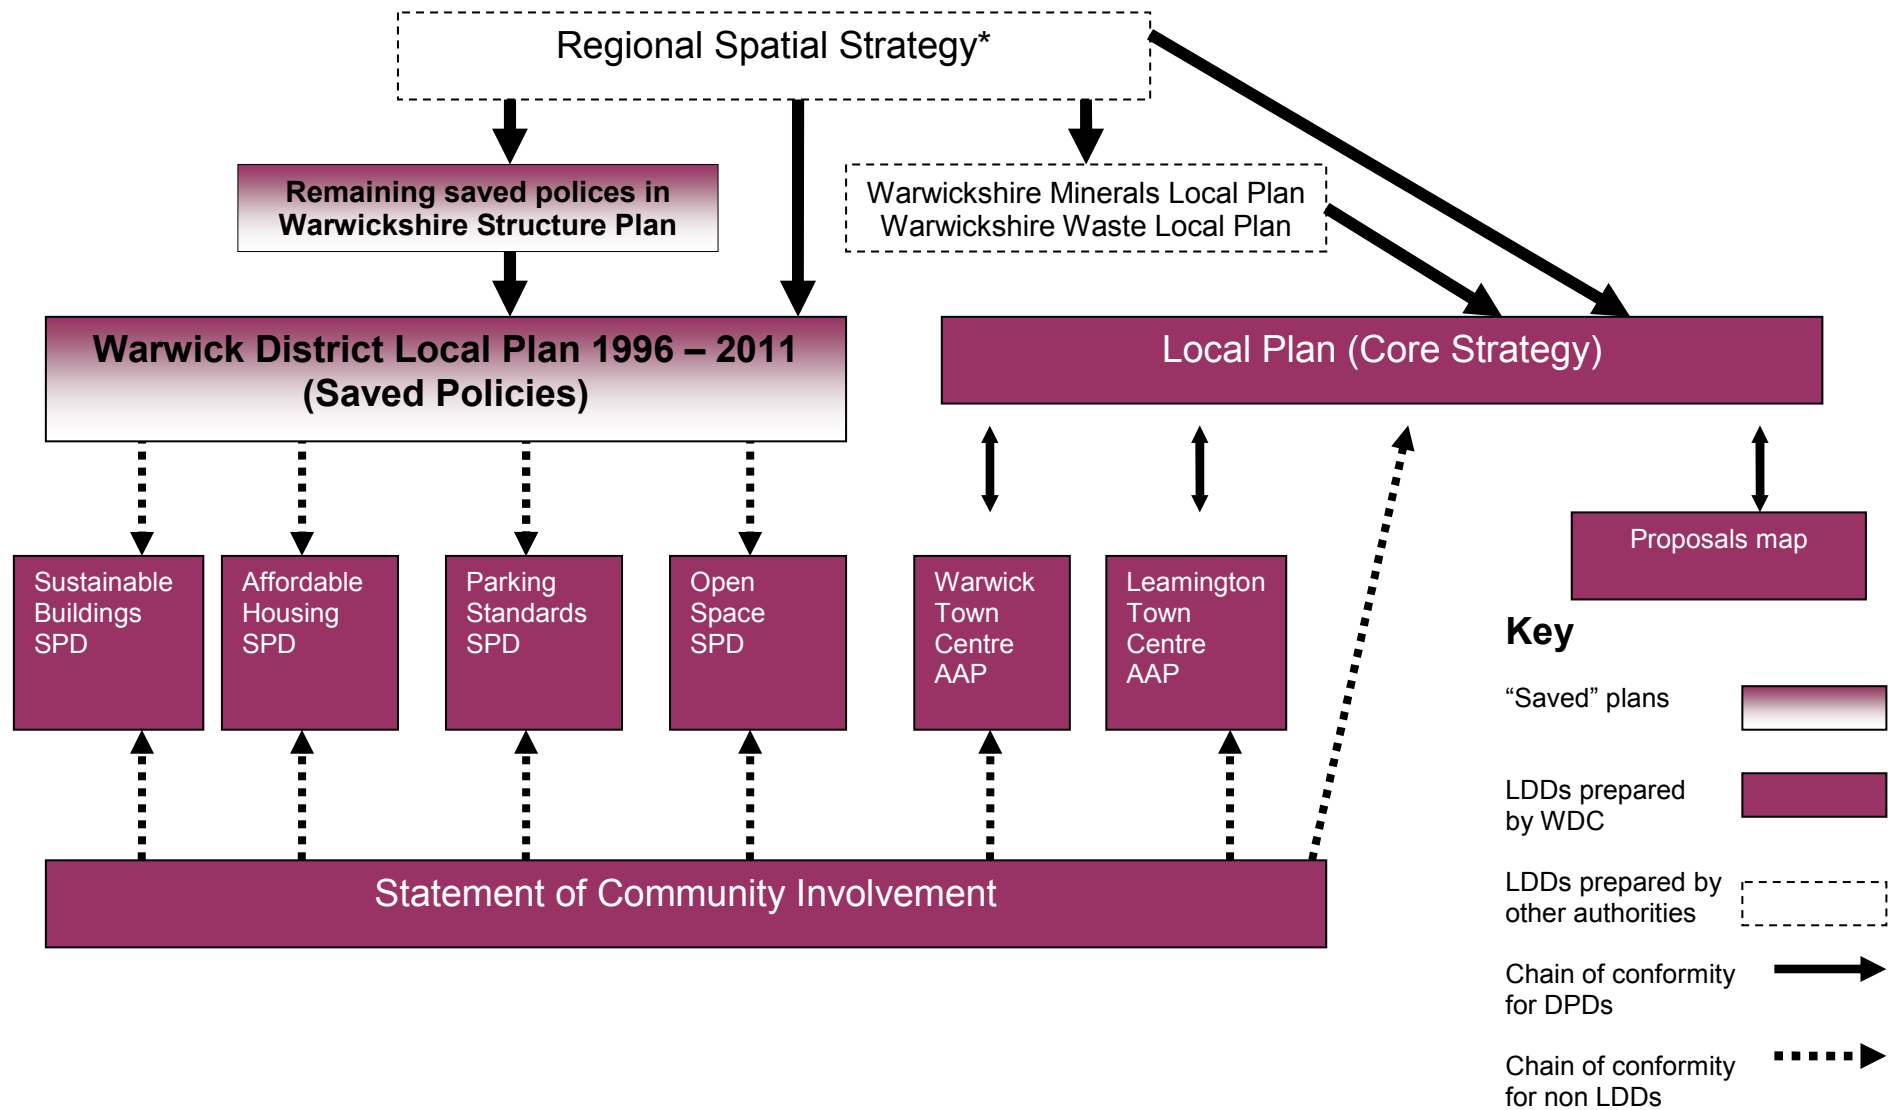 Regional Spatial Strategy*
Remaining saved polices in
Warwickshire Structure Plan
Warwickshire Minerals Local Plan
Warwickshire Waste Local Plan
Warwick District Local Plan 1996 – 2011
(Saved Policies)
Local Plan (Core Strategy)
Sustainable
Buildings
SPD
Affordable
Housing
SPD
Parking
Standards
SPD
Open
Space
SPD
Warwick
Town
Centre
AAP
Leamington
Town
Centre
AAP
Proposals map
Statement of Community Involvement
Key
“Saved” plans
LDDs prepared
by WDC
LDDs prepared by
other authorities
Chain of conformity
for DPDs
Chain of conformity
for non LDDs